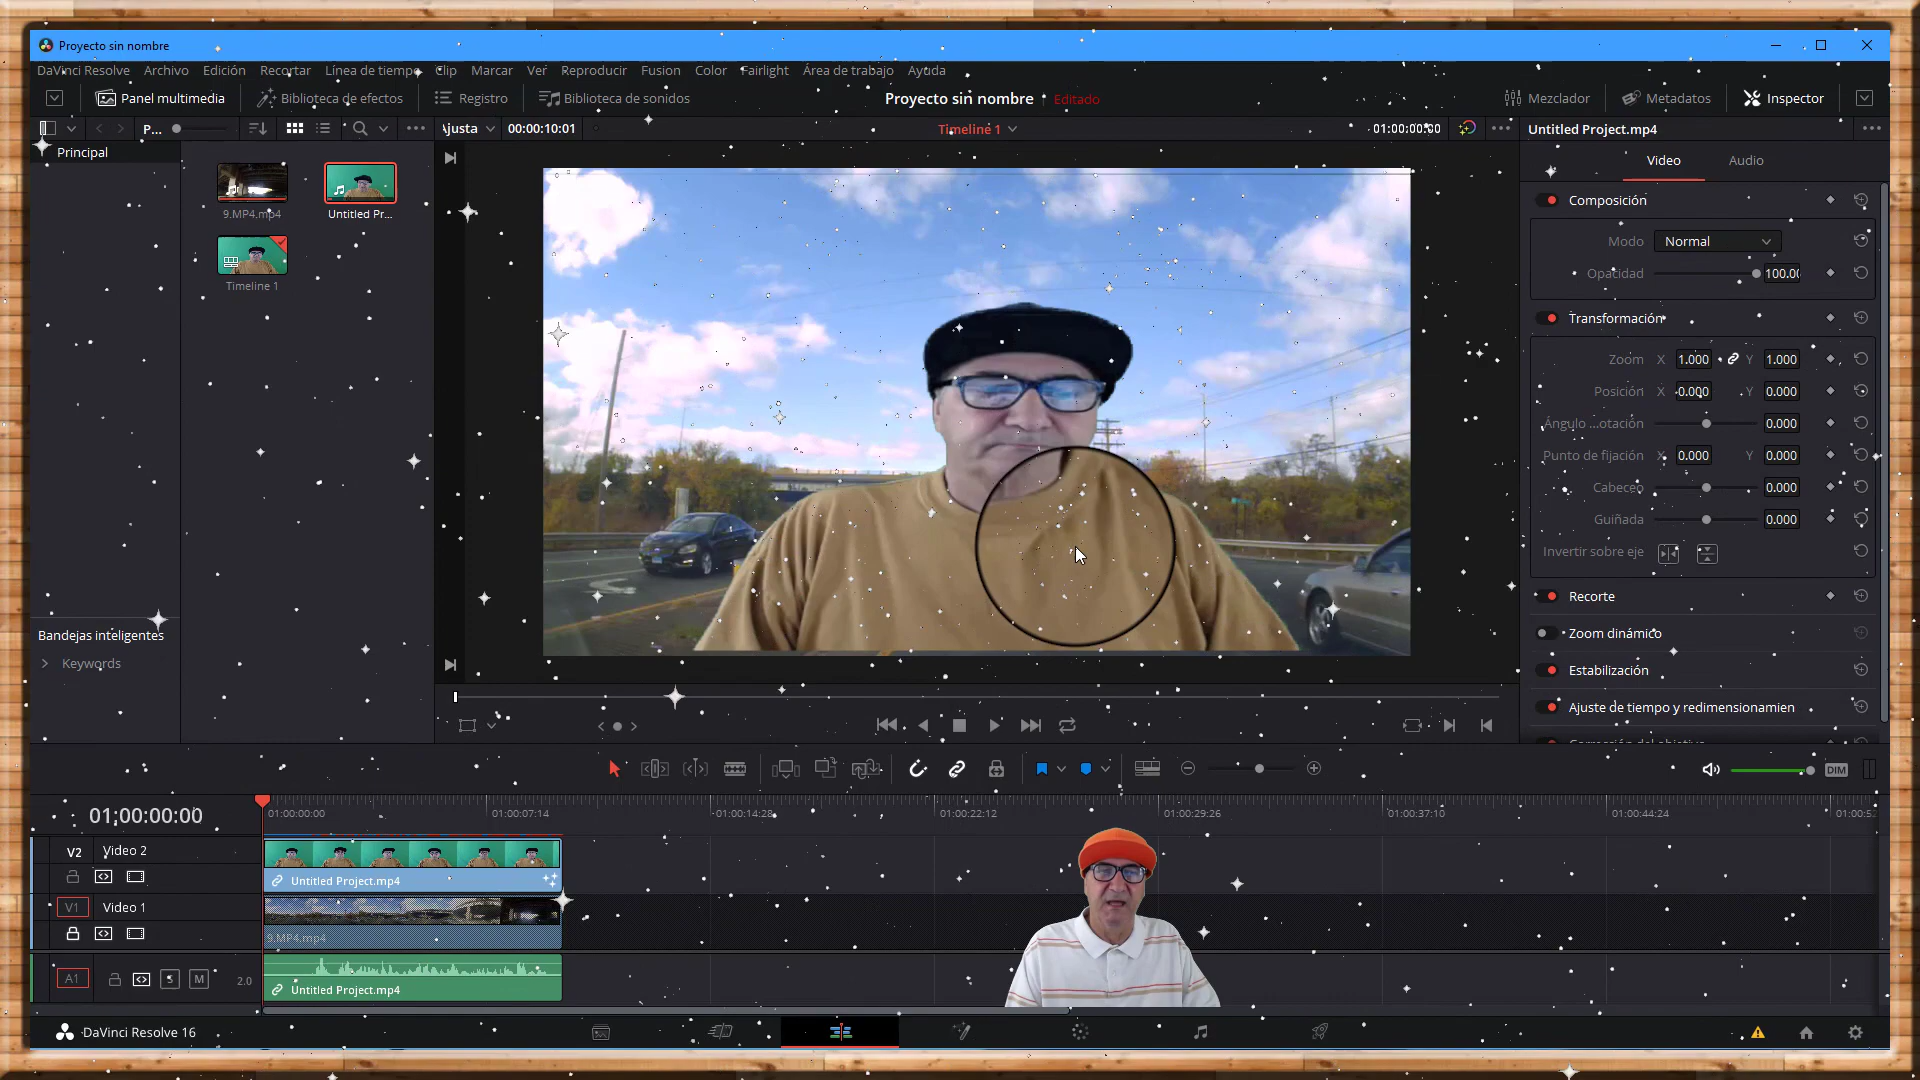 Proyecto sin nombre
DaVinci Resolve Archivo Edición Recortar Línea de tiempo Clip Marcar Ver Reproducir Fusion Color Fairlight Área de trabajo Ayuda
Panel multimedia Biblioteca de efectos Registro Biblioteca de sonidos Proyecto sin nombre Editado Mezclador Metadatos Inspector
P... Ajusta 00:00:10:01 Timeline 1 01:00:00:00 Untitled Project.mp4
Principal
Video Audio
9.MP4.mp4 Untitled Pr...
Timeline 1
Composición
Modo Normal
Opacidad 100.00
Transformación
Zoom X 1.000 Y 1.000
Posición X 0.000 Y 0.000
Ángulo ...otación 0.000
Punto de fijación X 0.000 Y 0.000
Cabeceo 0.000
Guiñada 0.000
Invertir sobre eje
Recorte
Zoom dinámico
Estabilización
Ajuste de tiempo y redimensionamien
Bandejas inteligentes
Keywords
DIM
01:00:00:00
01:00:00:00 01:00:07:14 01:00:14:28 01:00:22:12 01:00:29:26 01:00:37:10 01:00:44:24 01:00:52
V2 Video 2
Untitled Project.mp4
V1 Video 1
9.MP4.mp4
A1 S M 2.0
Untitled Project.mp4
DaVinci Resolve 16